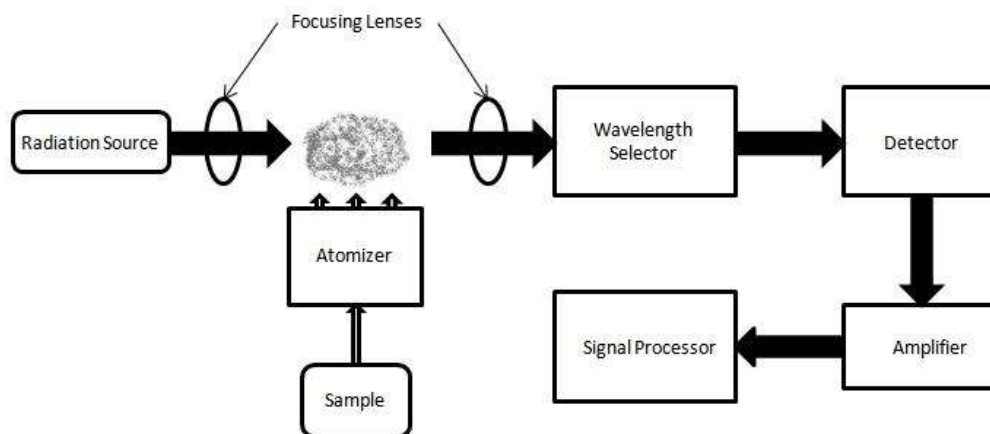 Focusing Lenses
Radiation Source
Wavelength
Selector
Detector
Atomizer
Signal Processor
Amplifier
Sample